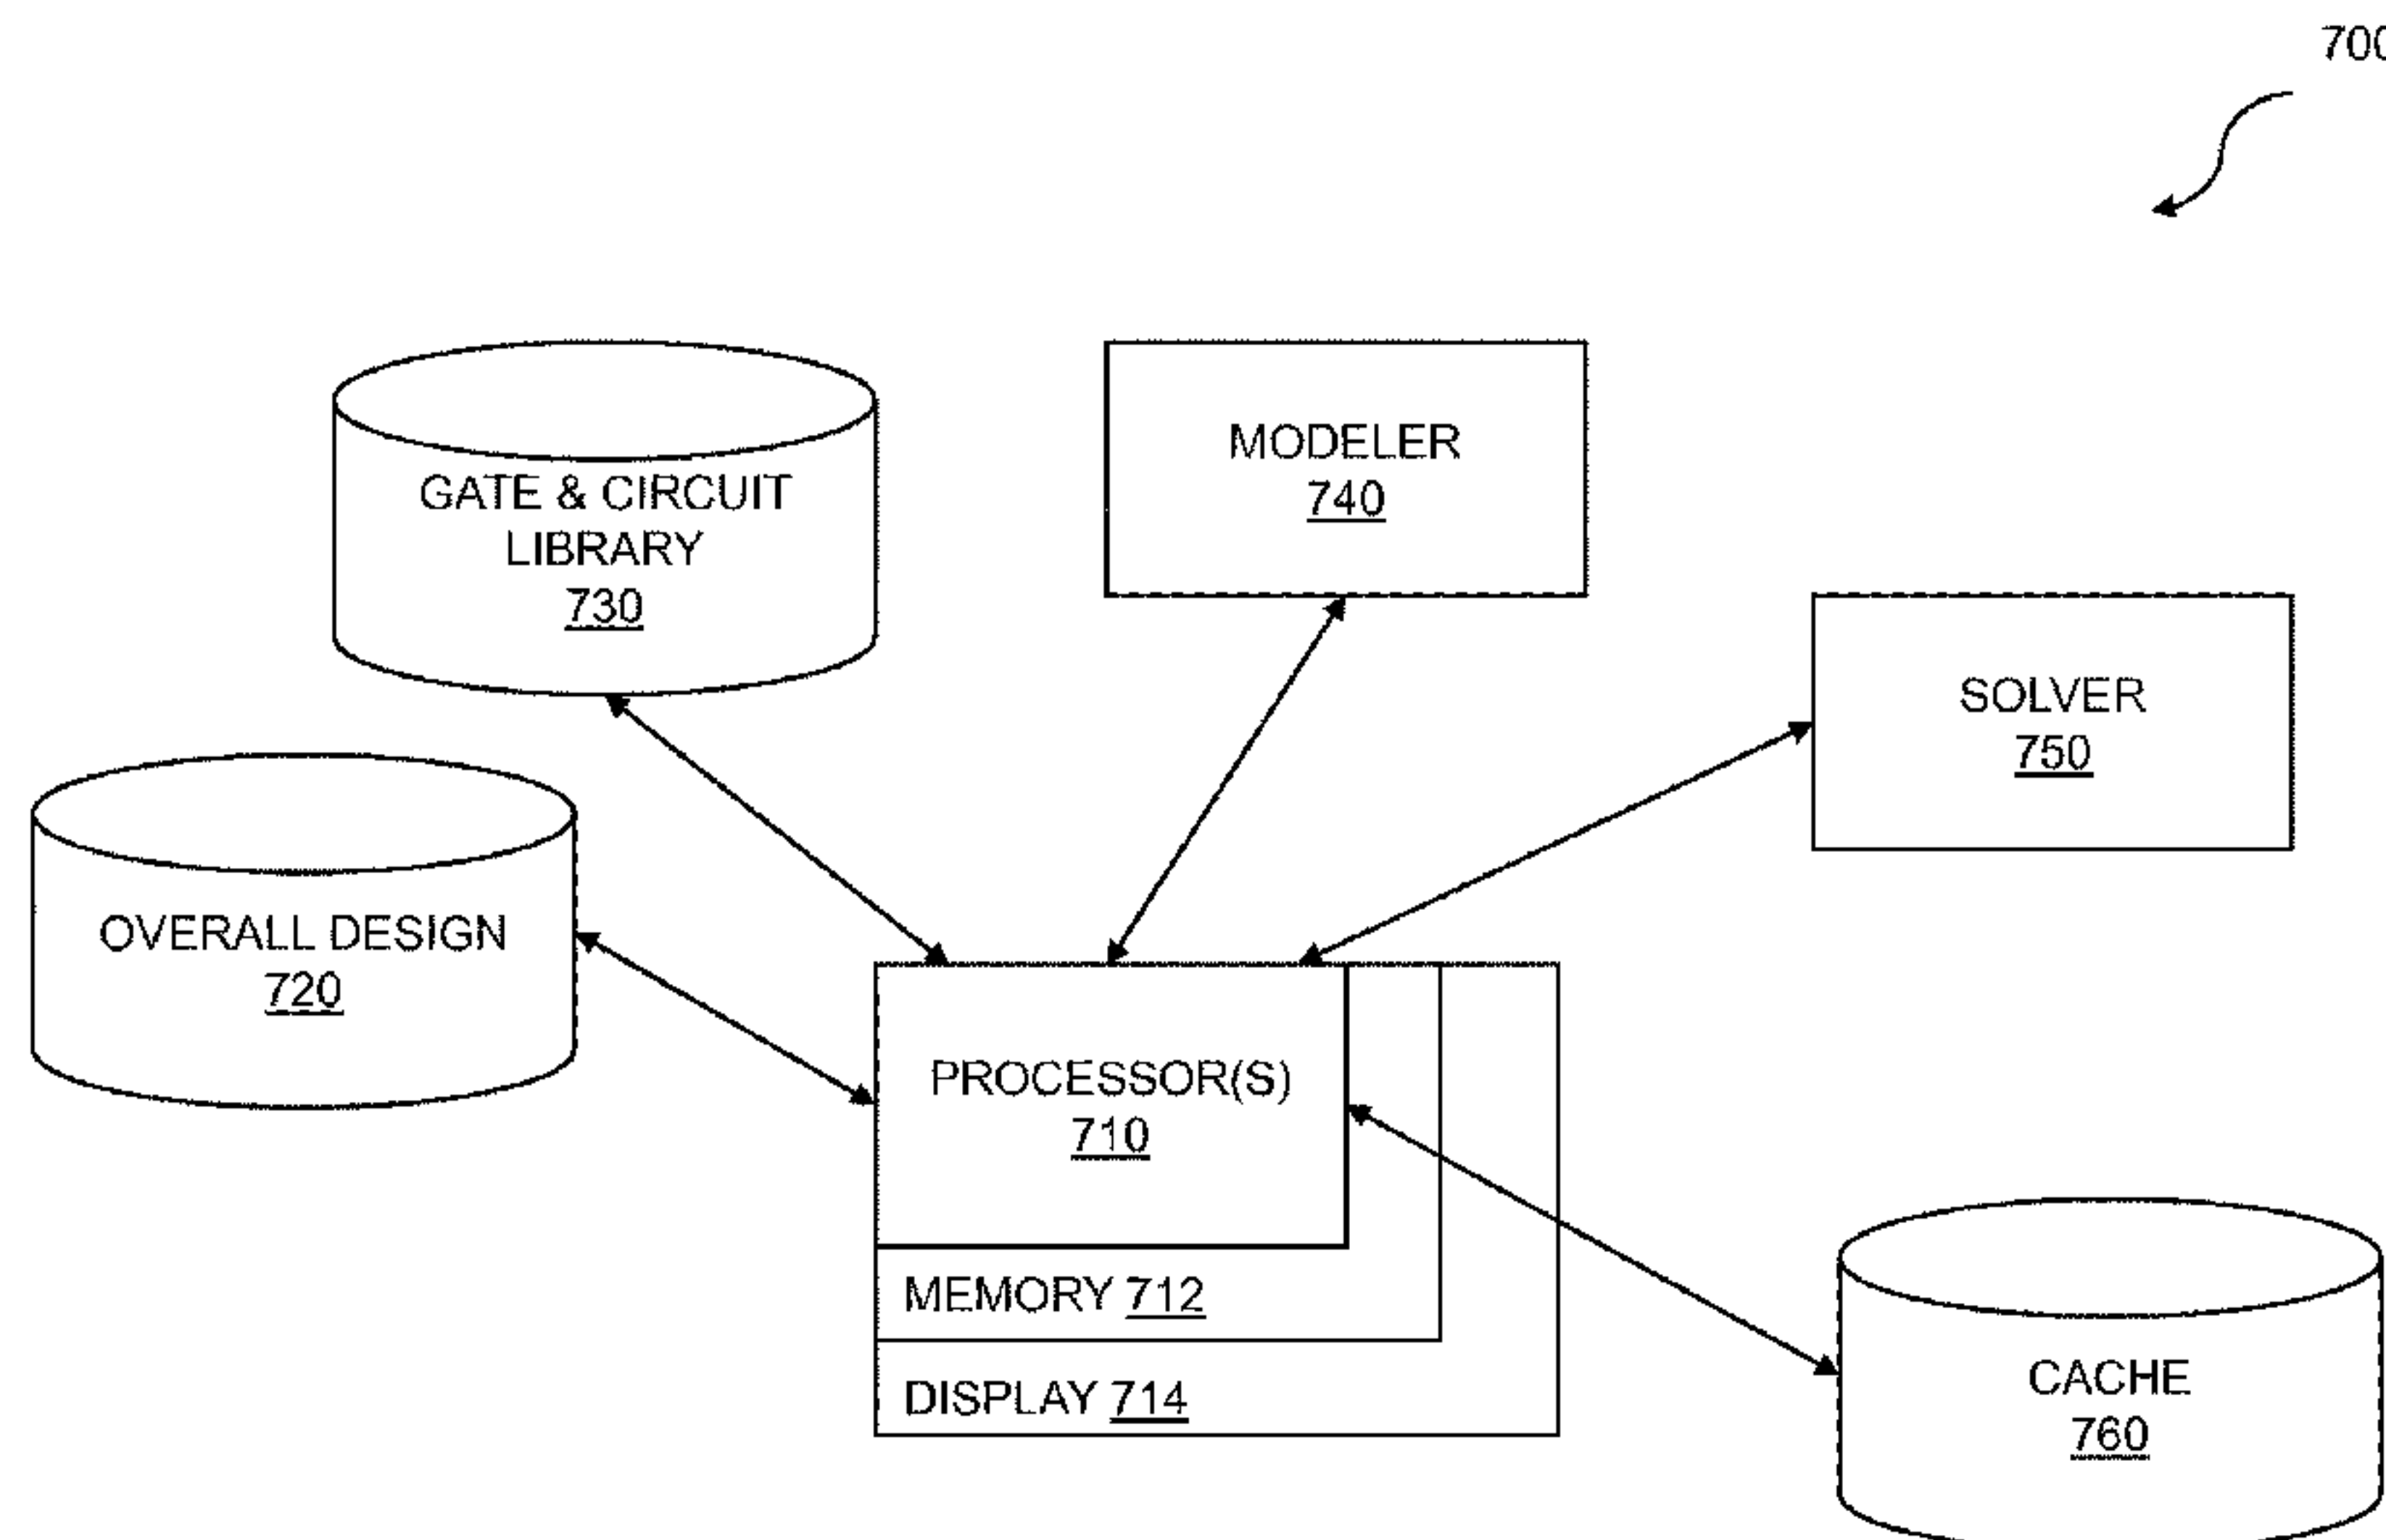 700
GATE & CIRCUIT
LIBRARY
730
MODELER
740
SOLVER
750
OVERALL DESIGN
720
PROCESSOR(S)
710
MEMORY 712
DISPLAY 714
CACHE
760